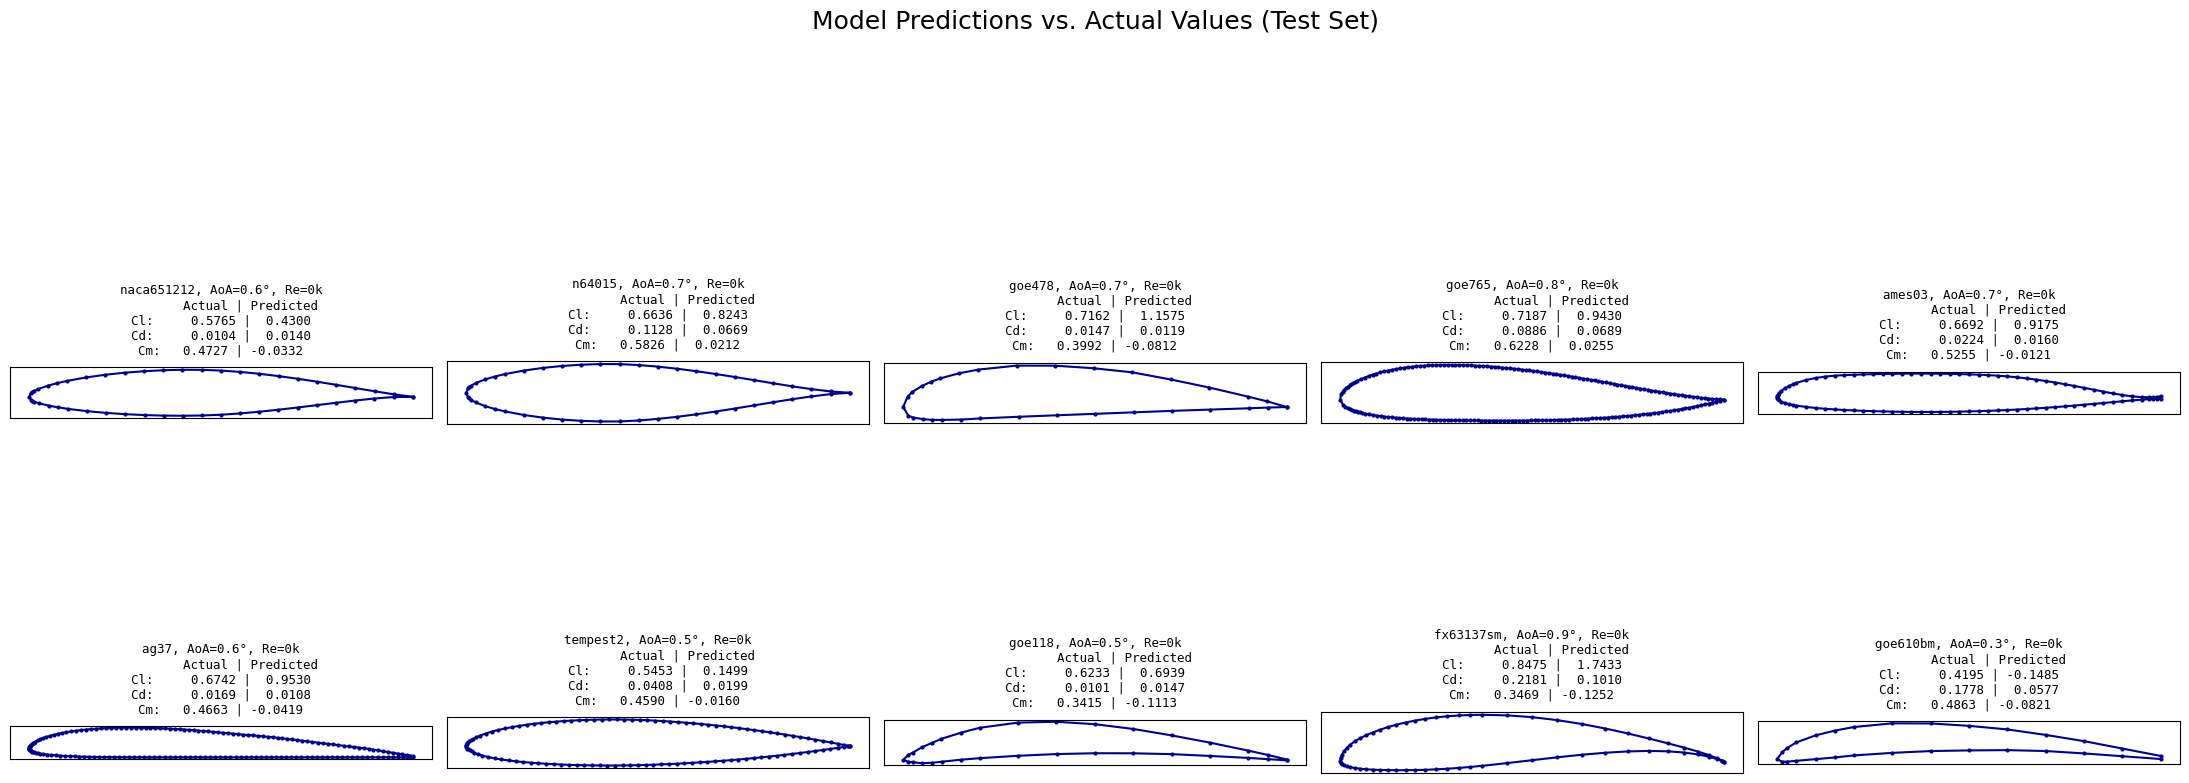 Model Predictions vs. Actual Values (Test Set)
naca651212, AoA=0.6°, Re=0k
Actual | Predicted
Cl: 0.5765 | 0.4300
Cd: 0.0104 | 0.0140
Cm: 0.4727 | -0.0332
n64015, AoA=0.7°, Re=0k
Actual | Predicted
Cl: 0.6636 | 0.8243
Cd: 0.1128 | 0.0669
Cm: 0.5826 | 0.0212
goe478, AoA=0.7°, Re=0k
Actual | Predicted
Cl: 0.7162 | 1.1575
Cd: 0.0147 | 0.0119
Cm: 0.3992 | -0.0812
goe765, AoA=0.8°, Re=0k
Actual | Predicted
Cl: 0.7187 | 0.9430
Cd: 0.0886 | 0.0689
Cm: 0.6228 | 0.0255
ames03, AoA=0.7°, Re=0k
Actual | Predicted
Cl: 0.6692 | 0.9175
Cd: 0.0224 | 0.0160
Cm: 0.5255 | -0.0121
ag37, AoA=0.6°, Re=0k
Actual | Predicted
Cl: 0.6742 | 0.9530
Cd: 0.0169 | 0.0108
Cm: 0.4663 | -0.0419
tempest2, AoA=0.5°, Re=0k
Actual | Predicted
Cl: 0.5453 | 0.1499
Cd: 0.0408 | 0.0199
Cm: 0.4590 | -0.0160
goe118, AoA=0.5°, Re=0k
Actual | Predicted
Cl: 0.6233 | 0.6939
Cd: 0.0101 | 0.0147
Cm: 0.3415 | -0.1113
fx63137sm, AoA=0.9°, Re=0k
Actual | Predicted
Cl: 0.8475 | 1.7433
Cd: 0.2181 | 0.1010
Cm: 0.3469 | -0.1252
goe610bm, AoA=0.3°, Re=0k
Actual | Predicted
Cl: 0.4195 | -0.1485
Cd: 0.1778 | 0.0577
Cm: 0.4863 | -0.0821